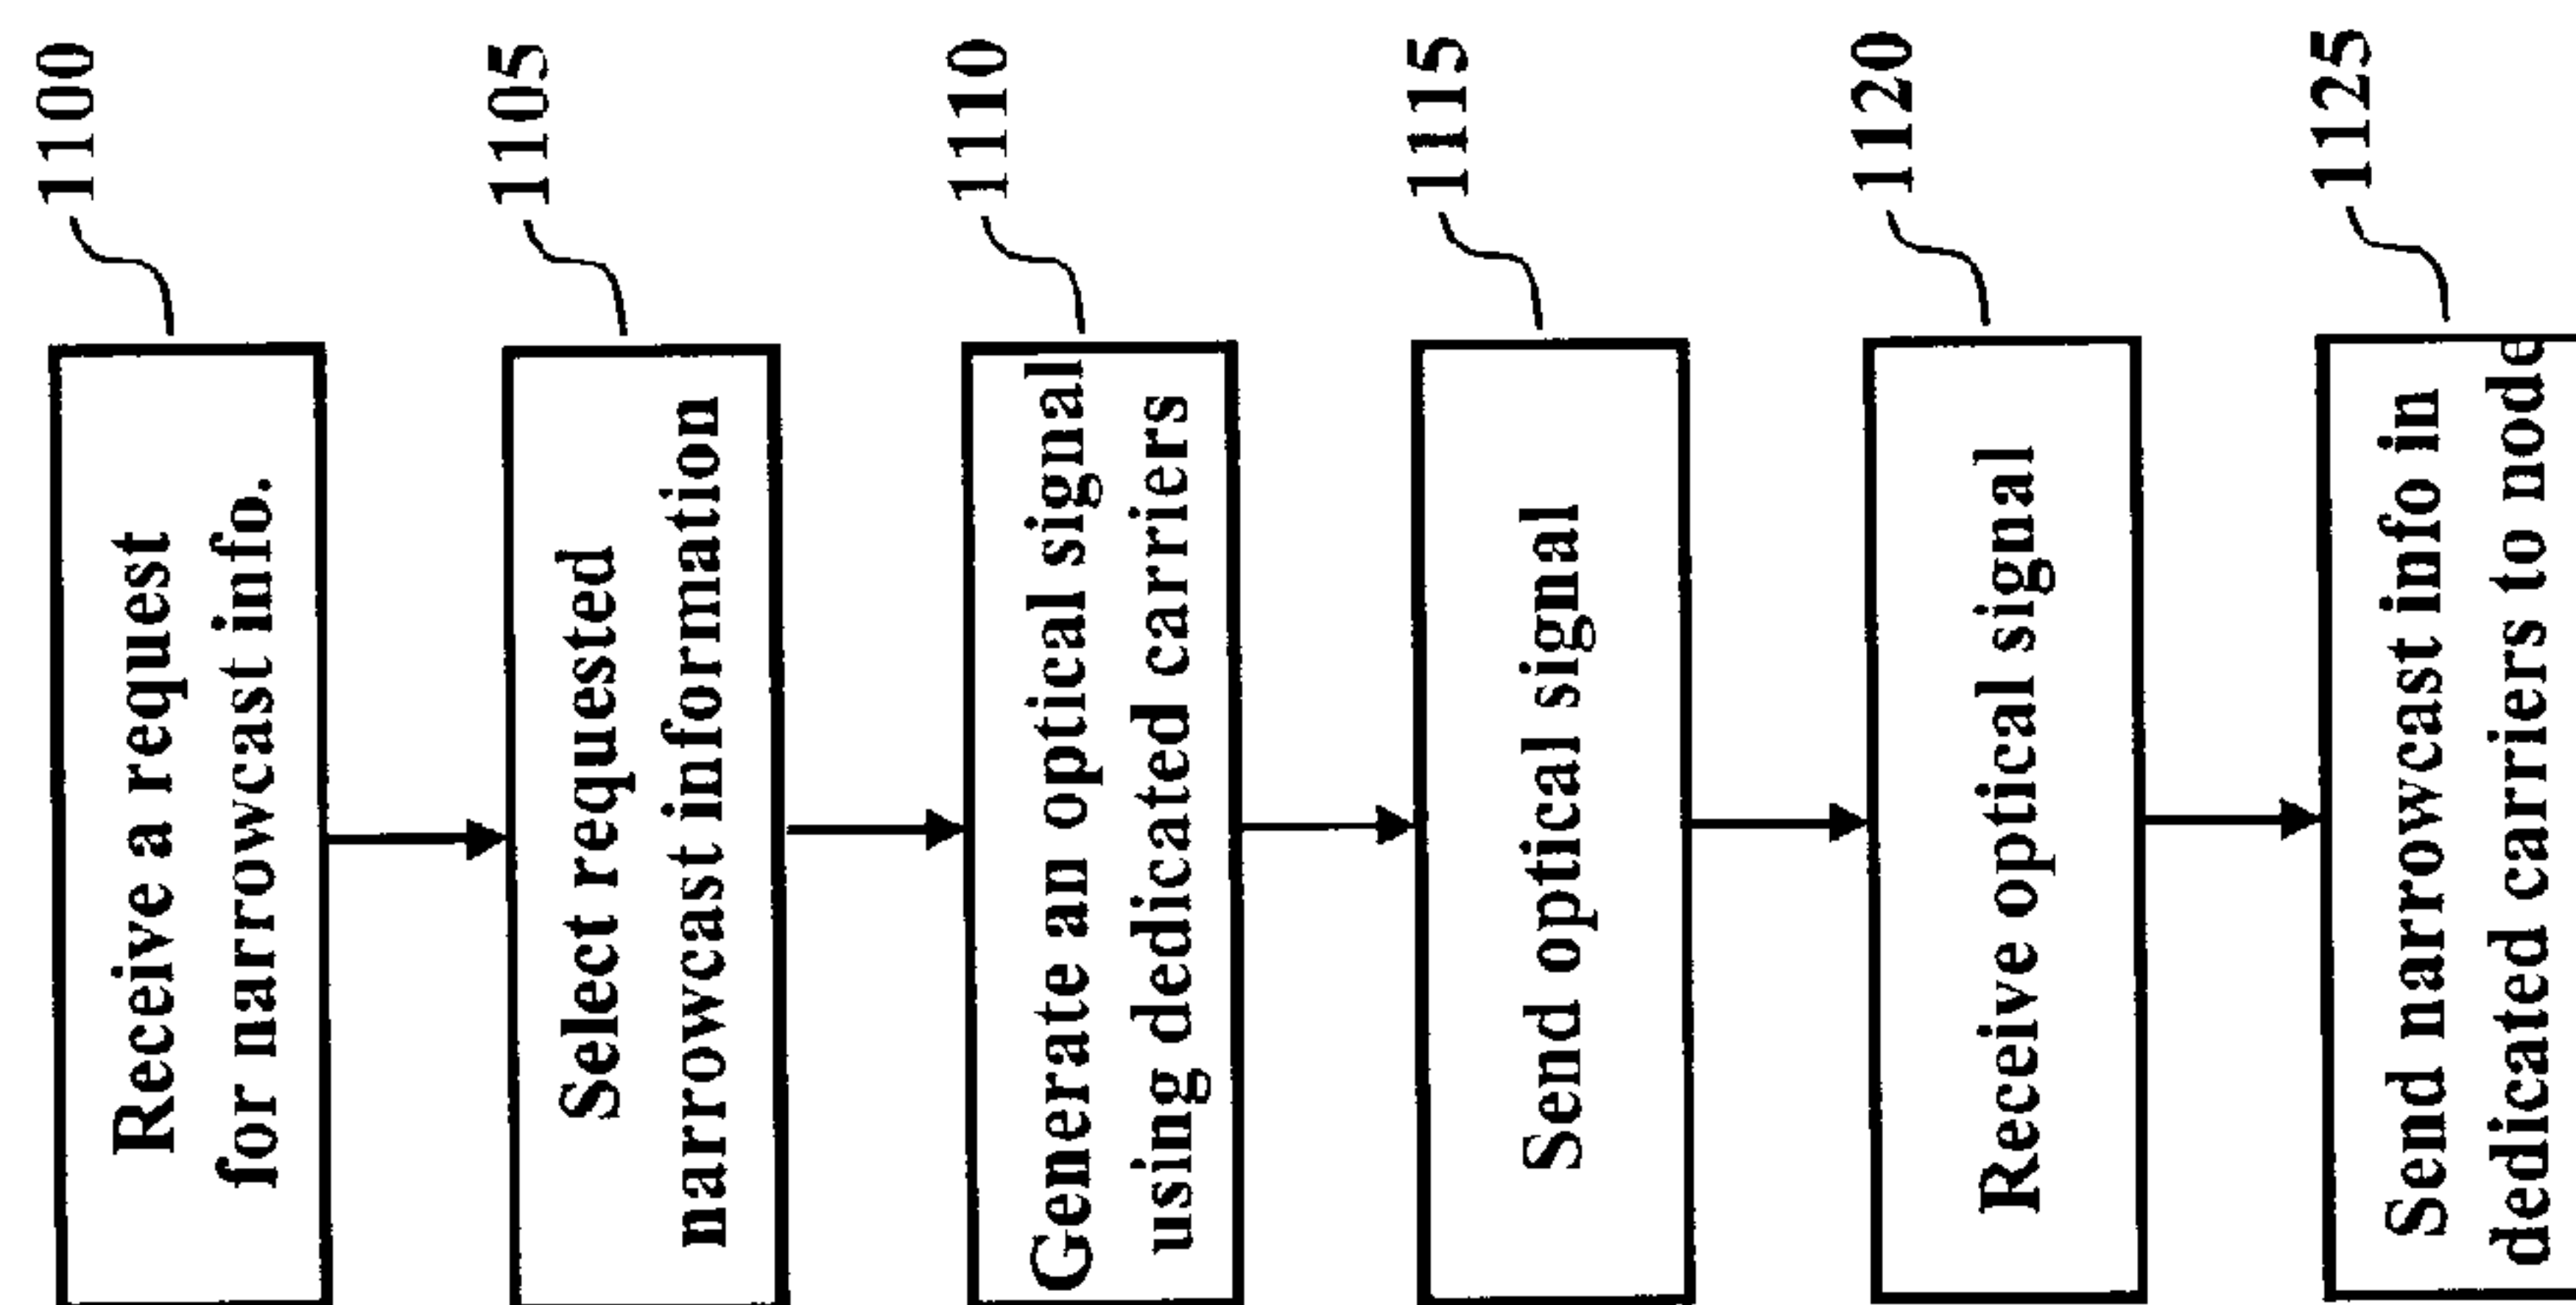 1100
Receive a request
for narrowcast info.
1105
Select requested
narrowcast information
1110
Generate an optical signal
using dedicated carriers
1115
Send optical signal
1120
Receive optical signal
1125
Send narrowcast info in
dedicated carriers to node